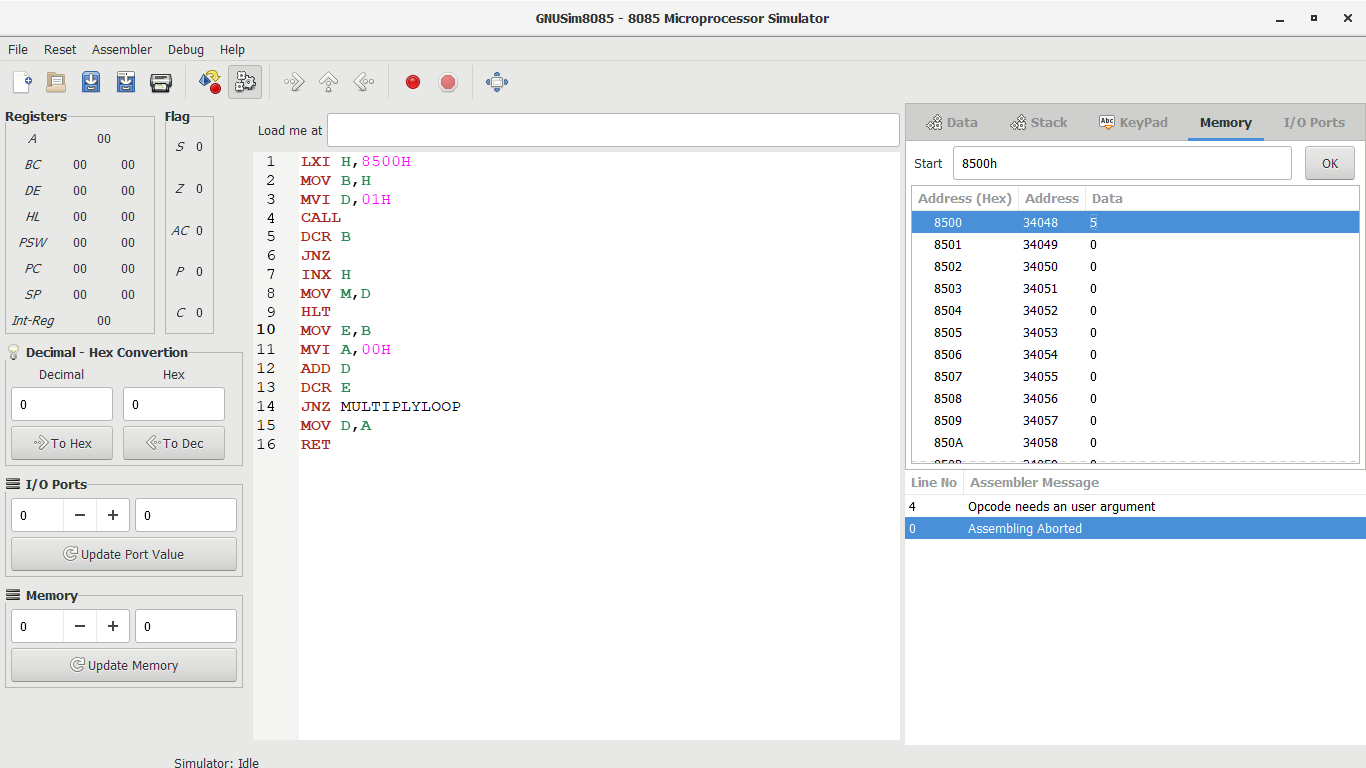 GNUSim8085 - 8085 Microprocessor Simulator
File Reset Assembler Debug Help
Registers
A 00
BC 00 00
DE 00 00
HL 00 00
PSW 00 00
PC 00 00
SP 00 00
Int-Reg 00
Flag
S 0
Z 0
AC 0
P 0
C 0
Decimal - Hex Convertion
Decimal Hex
0 0
To Hex To Dec
I/O Ports
0 − + 0
Update Port Value
Memory
0 − + 0
Update Memory
Load me at
1 LXI H,8500H
2 MOV B,H
3 MVI D,01H
4 CALL
5 DCR B
6 JNZ
7 INX H
8 MOV M,D
9 HLT
10 MOV E,B
11 MVI A,00H
12 ADD D
13 DCR E
14 JNZ MULTIPLYLOOP
15 MOV D,A
16 RET
Data Stack Abc KeyPad Memory I/O Ports
Start 8500h OK
Address (Hex) Address Data
8500 34048 5
8501 34049 0
8502 34050 0
8503 34051 0
8504 34052 0
8505 34053 0
8506 34054 0
8507 34055 0
8508 34056 0
8509 34057 0
850A 34058 0
Line No Assembler Message
4 Opcode needs an user argument
0 Assembling Aborted
Simulator: Idle